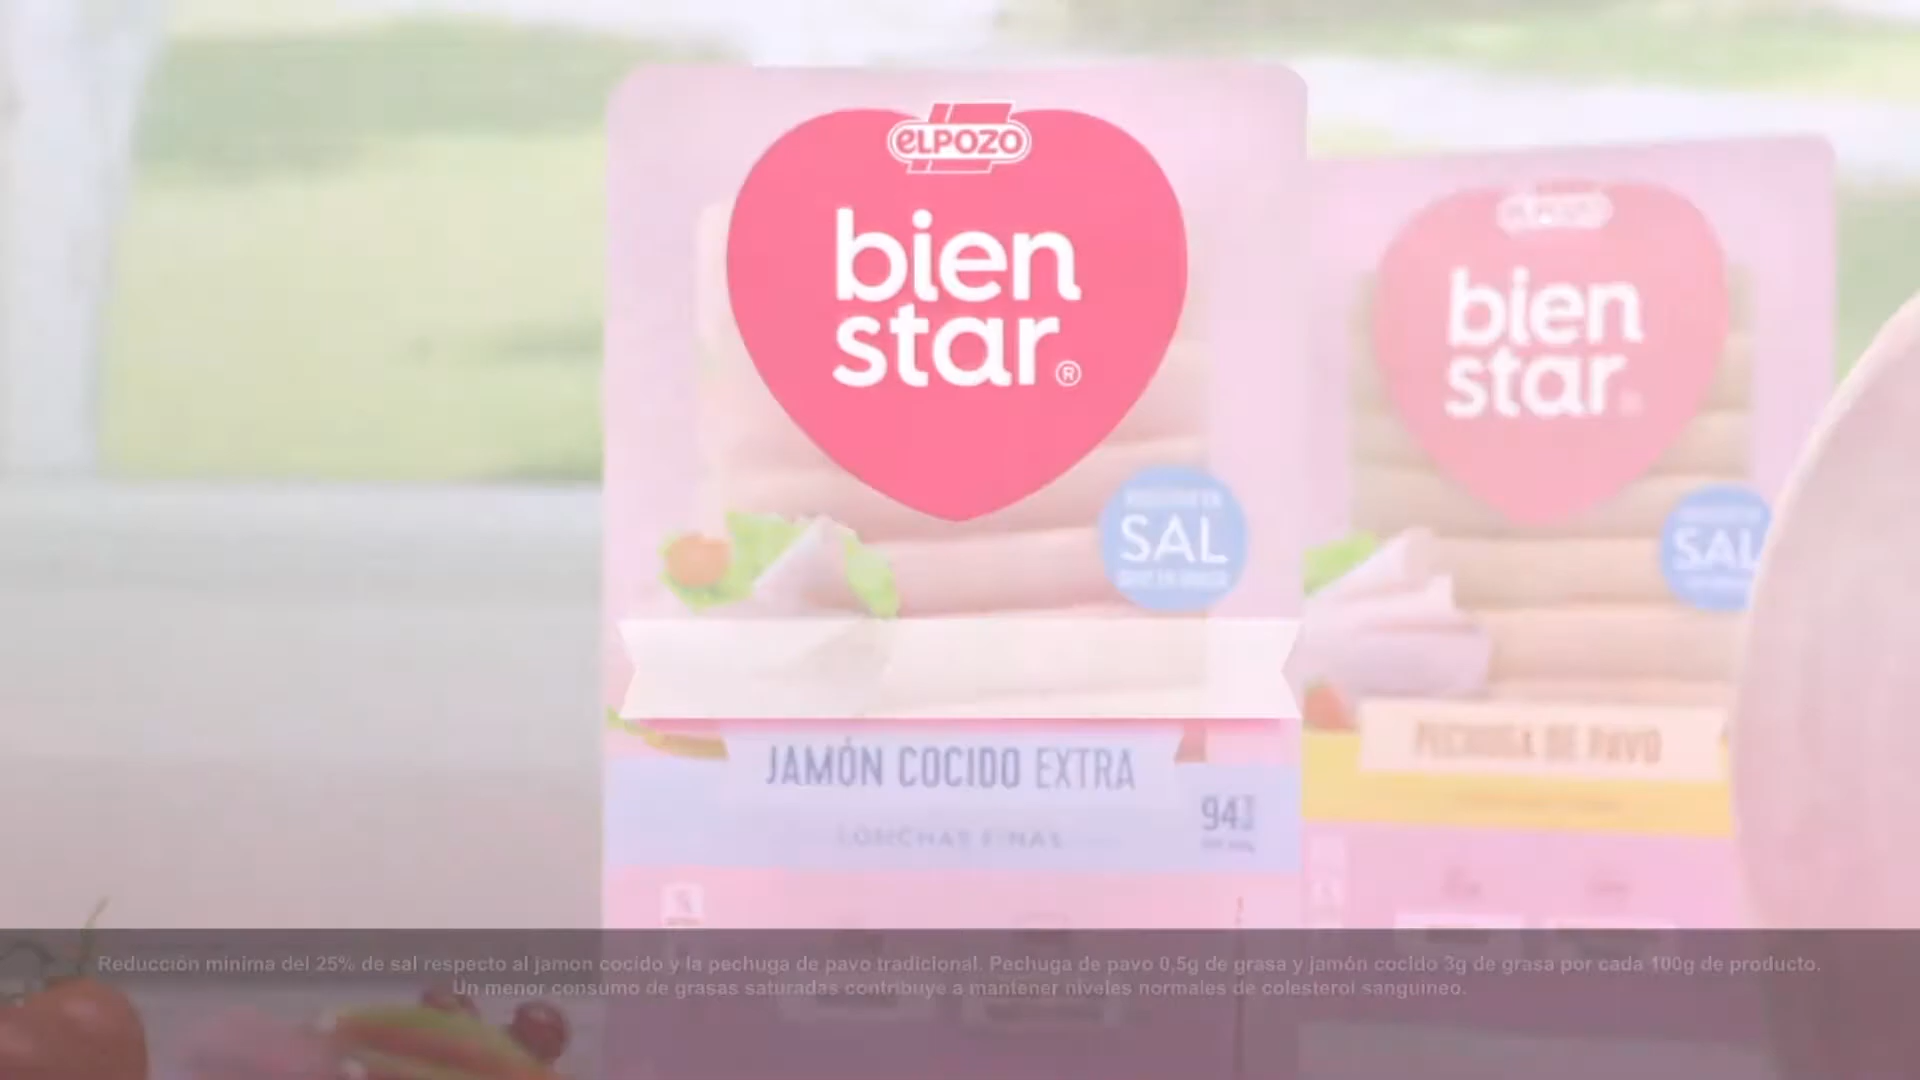 ELPOZO
bien
star®
SAL
JAMÓN COCIDO EXTRA
LONCHAS FINAS
94
ELPOZO
bien
star
SAL
PECHUGA DE PAVO
Reducción mínima del 25% de sal respecto al jamon cocido y la pechuga de pavo tradicional. Pechuga de pavo 0,5g de grasa y jamón cocido 3g de grasa por cada 100g de producto.
Un menor consumo de grasas saturadas contribuye a mantener niveles normales de colesterol sanguíneo.